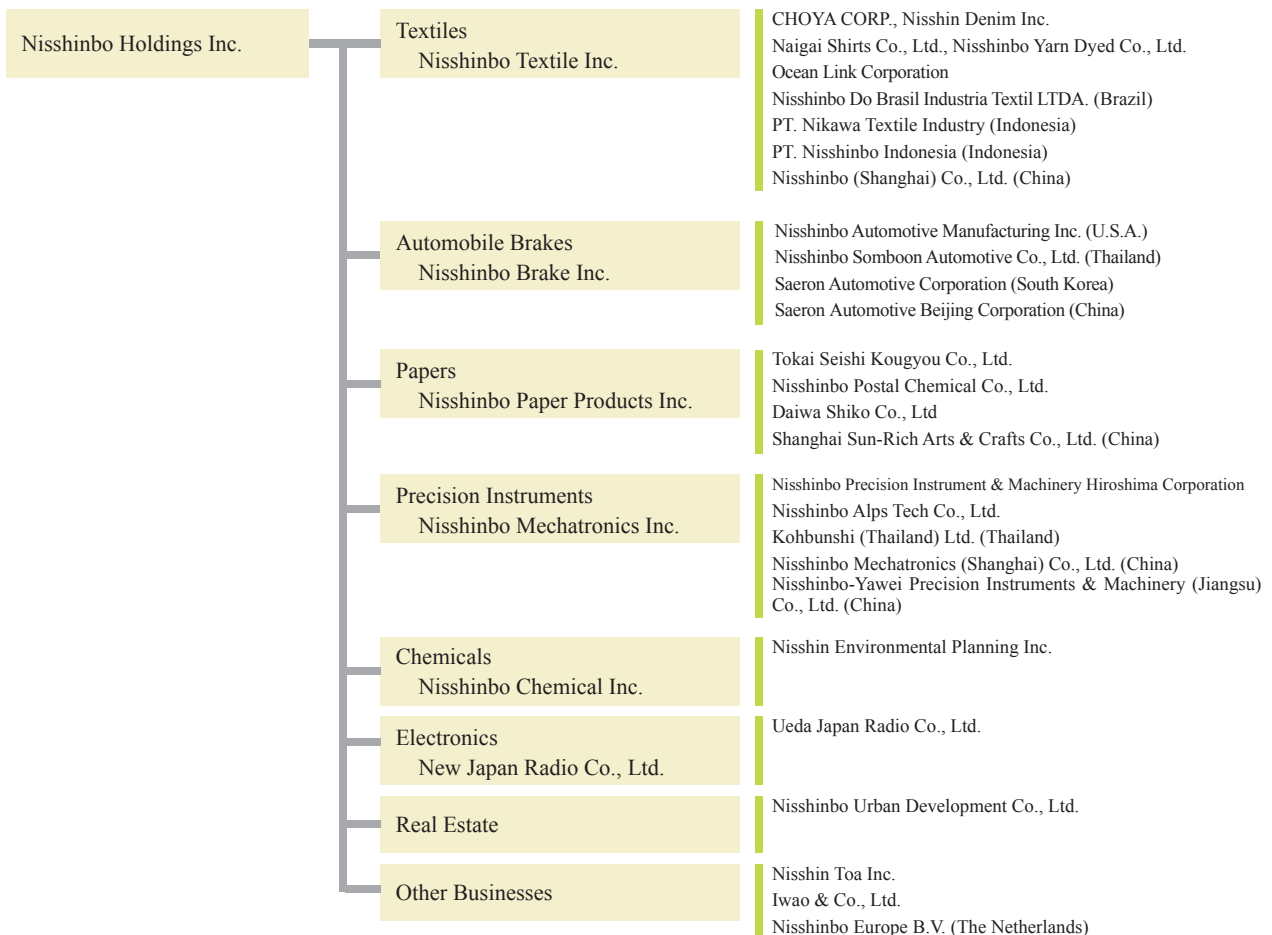 Nisshinbo Holdings Inc.
Textiles
Nisshinbo Textile Inc.
CHOYA CORP., Nisshin Denim Inc.
Naigai Shirts Co., Ltd., Nisshinbo Yarn Dyed Co., Ltd.
Ocean Link Corporation
Nisshinbo Do Brasil Industria Textil LTDA. (Brazil)
PT. Nikawa Textile Industry (Indonesia)
PT. Nisshinbo Indonesia (Indonesia)
Nisshinbo (Shanghai) Co., Ltd. (China)
Automobile Brakes
Nisshinbo Brake Inc.
Nisshinbo Automotive Manufacturing Inc. (U.S.A.)
Nisshinbo Somboon Automotive Co., Ltd. (Thailand)
Saeron Automotive Corporation (South Korea)
Saeron Automotive Beijing Corporation (China)
Papers
Nisshinbo Paper Products Inc.
Tokai Seishi Kougyou Co., Ltd.
Nisshinbo Postal Chemical Co., Ltd.
Daiwa Shiko Co., Ltd
Shanghai Sun-Rich Arts & Crafts Co., Ltd. (China)
Precision Instruments
Nisshinbo Mechatronics Inc.
Nisshinbo Precision Instrument & Machinery Hiroshima Corporation
Nisshinbo Alps Tech Co., Ltd.
Kohbunshi (Thailand) Ltd. (Thailand)
Nisshinbo Mechatronics (Shanghai) Co., Ltd. (China)
Nisshinbo-Yawei Precision Instruments & Machinery (Jiangsu)
Co., Ltd. (China)
Chemicals
Nisshinbo Chemical Inc.
Nisshin Environmental Planning Inc.
Electronics
New Japan Radio Co., Ltd.
Ueda Japan Radio Co., Ltd.
Real Estate
Nisshinbo Urban Development Co., Ltd.
Other Businesses
Nisshin Toa Inc.
Iwao & Co., Ltd.
Nisshinbo Europe B.V. (The Netherlands)